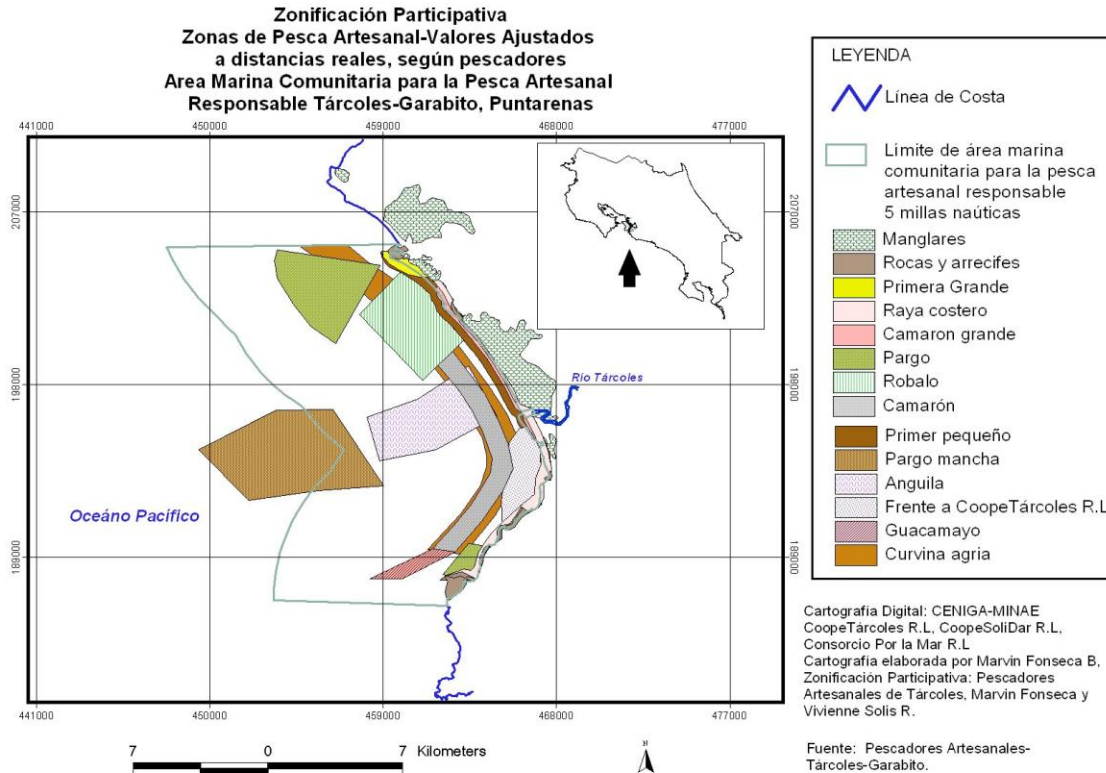 Zonificación Participativa
Zonas de Pesca Artesanal-Valores Ajustados
a distancias reales, según pescadores
Area Marina Comunitaria para la Pesca Artesanal
Responsable Tárcoles-Garabito, Puntarenas
441000
450000
459000
468000
477000
207000
207000
198000
198000
189000
189000
Río Tárcoles
Oceáno Pacífico
441000
450000
459000
468000
477000
7
0
7 Kilometers
N
LEYENDA
Línea de Costa
Límite de área marina
comunitaria para la pesca
artesanal responsable
5 millas naúticas
Manglares
Rocas y arrecifes
Primera Grande
Raya costero
Camaron grande
Pargo
Robalo
Camarón
Primer pequeño
Pargo mancha
Anguila
Frente a CoopeTárcoles R.L
Guacamayo
Curvina agria
Cartografía Digital: CENIGA-MINAE
CoopeTárcoles R.L, CoopeSoliDar R.L,
Consorcio Por la Mar R.L
Cartografía elaborada por Marvin Fonseca B,
Zonificación Participativa: Pescadores
Artesanales de Tárcoles, Marvin Fonseca y
Vivienne Solis R.
Fuente: Pescadores Artesanales-
Tárcoles-Garabito.